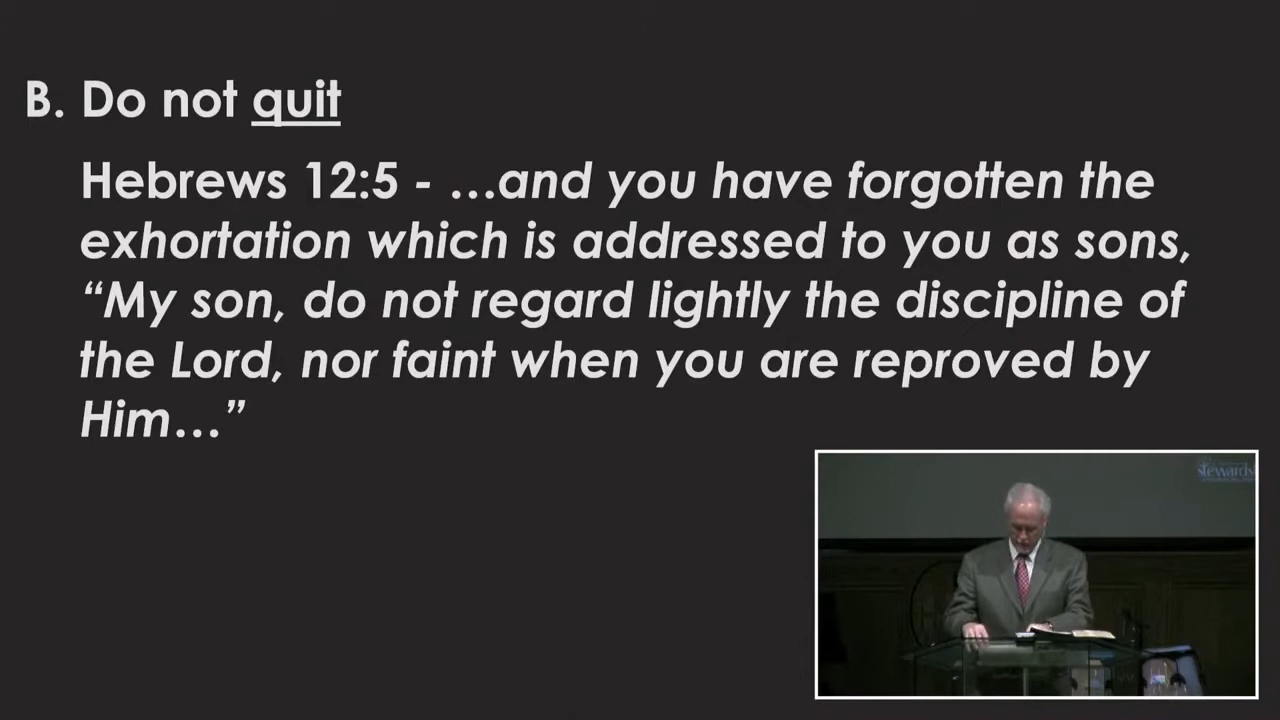 B. Do not quit
Hebrews 12:5 - …and you have forgotten the
exhortation which is addressed to you as sons,
“My son, do not regard lightly the discipline of
the Lord, nor faint when you are reproved by
Him…”
stewards